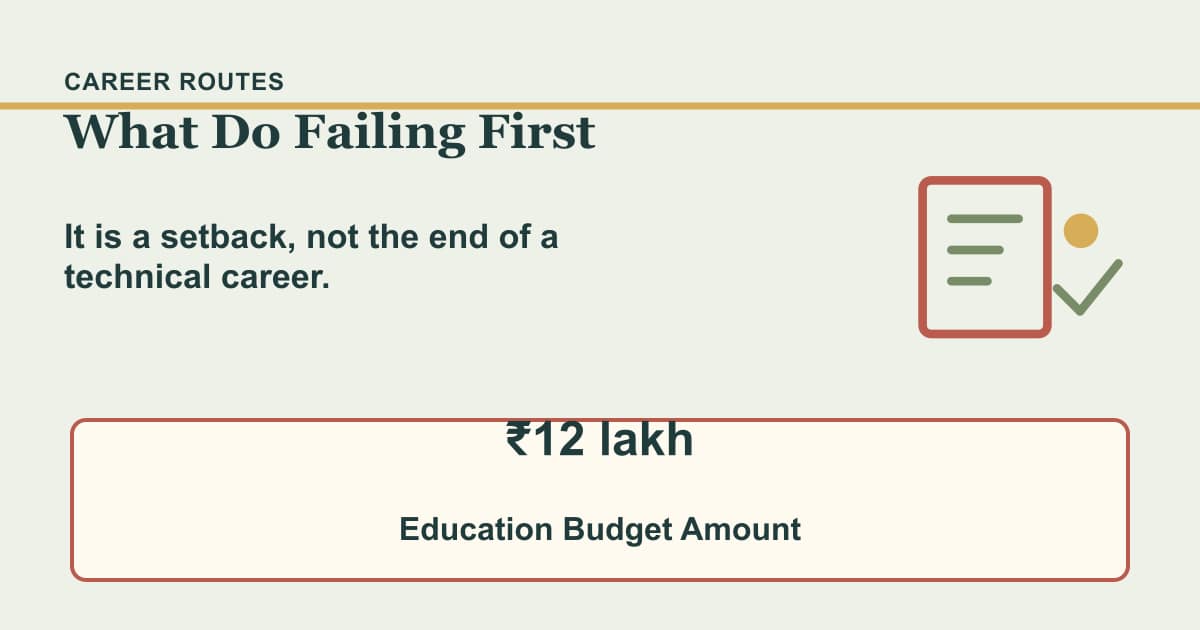 CAREER ROUTES
What Do Failing First
It is a setback, not the end of a
technical career.
₹12 lakh
Education Budget Amount